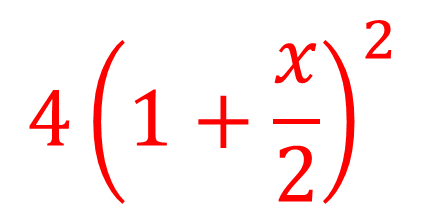 4(1 + x/2)²